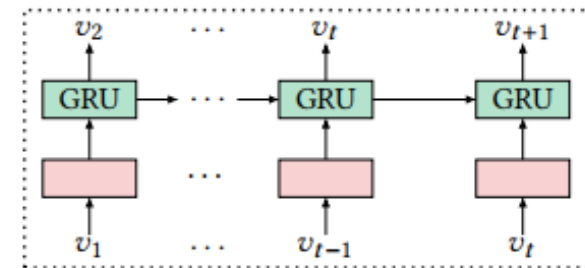 v₂ ··· vₜ vₜ₊₁
GRU ··· GRU GRU
···
v₁ ··· vₜ₋₁ vₜ